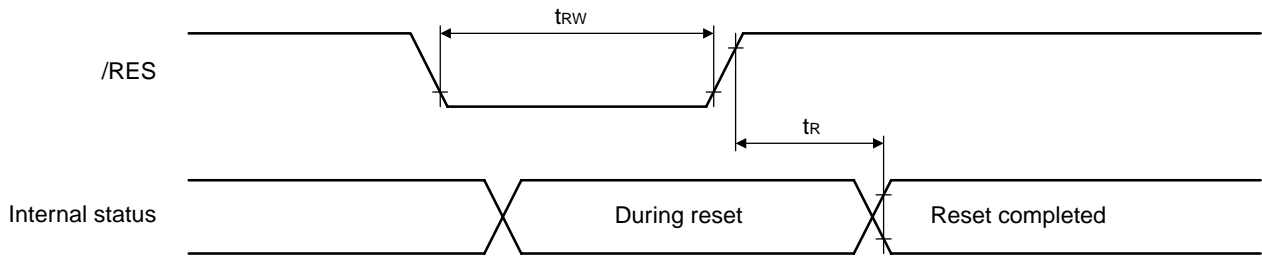 tRW
/RES
tR
Internal status
During reset
Reset completed